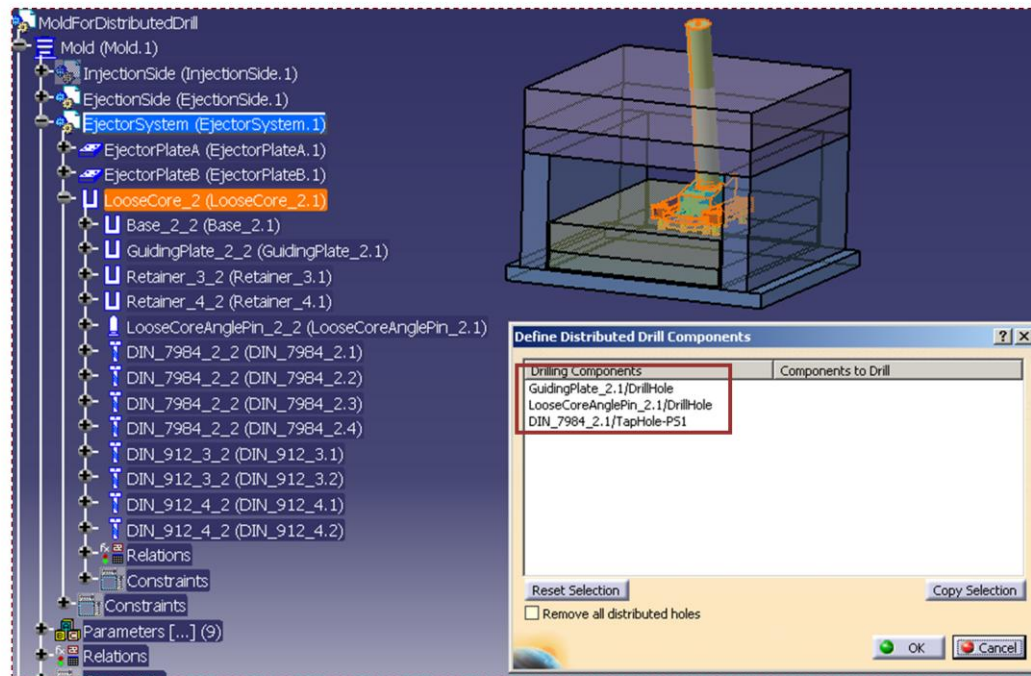 MoldForDistributedDrill
Mold (Mold.1)
InjectionSide (InjectionSide.1)
EjectionSide (EjectionSide.1)
EjectorSystem (EjectorSystem.1)
EjectorPlateA (EjectorPlateA.1)
EjectorPlateB (EjectorPlateB.1)
LooseCore_2 (LooseCore_2.1)
Base_2_2 (Base_2.1)
GuidingPlate_2_2 (GuidingPlate_2.1)
Retainer_3_2 (Retainer_3.1)
Retainer_4_2 (Retainer_4.1)
LooseCoreAnglePin_2_2 (LooseCoreAnglePin_2.1)
DIN_7984_2_2 (DIN_7984_2.1)
DIN_7984_2_2 (DIN_7984_2.2)
DIN_7984_2_2 (DIN_7984_2.3)
DIN_7984_2_2 (DIN_7984_2.4)
DIN_912_3_2 (DIN_912_3.1)
DIN_912_3_2 (DIN_912_3.2)
DIN_912_4_2 (DIN_912_4.1)
DIN_912_4_2 (DIN_912_4.2)
Relations
Constraints
Constraints
Parameters [...] (9)
Relations
Define Distributed Drill Components
Drilling Components Components to Drill
GuidingPlate_2.1/DrillHole
LooseCoreAnglePin_2.1/DrillHole
DIN_7984_2.1/TapHole-PS1
Reset Selection Copy Selection
Remove all distributed holes
OK Cancel